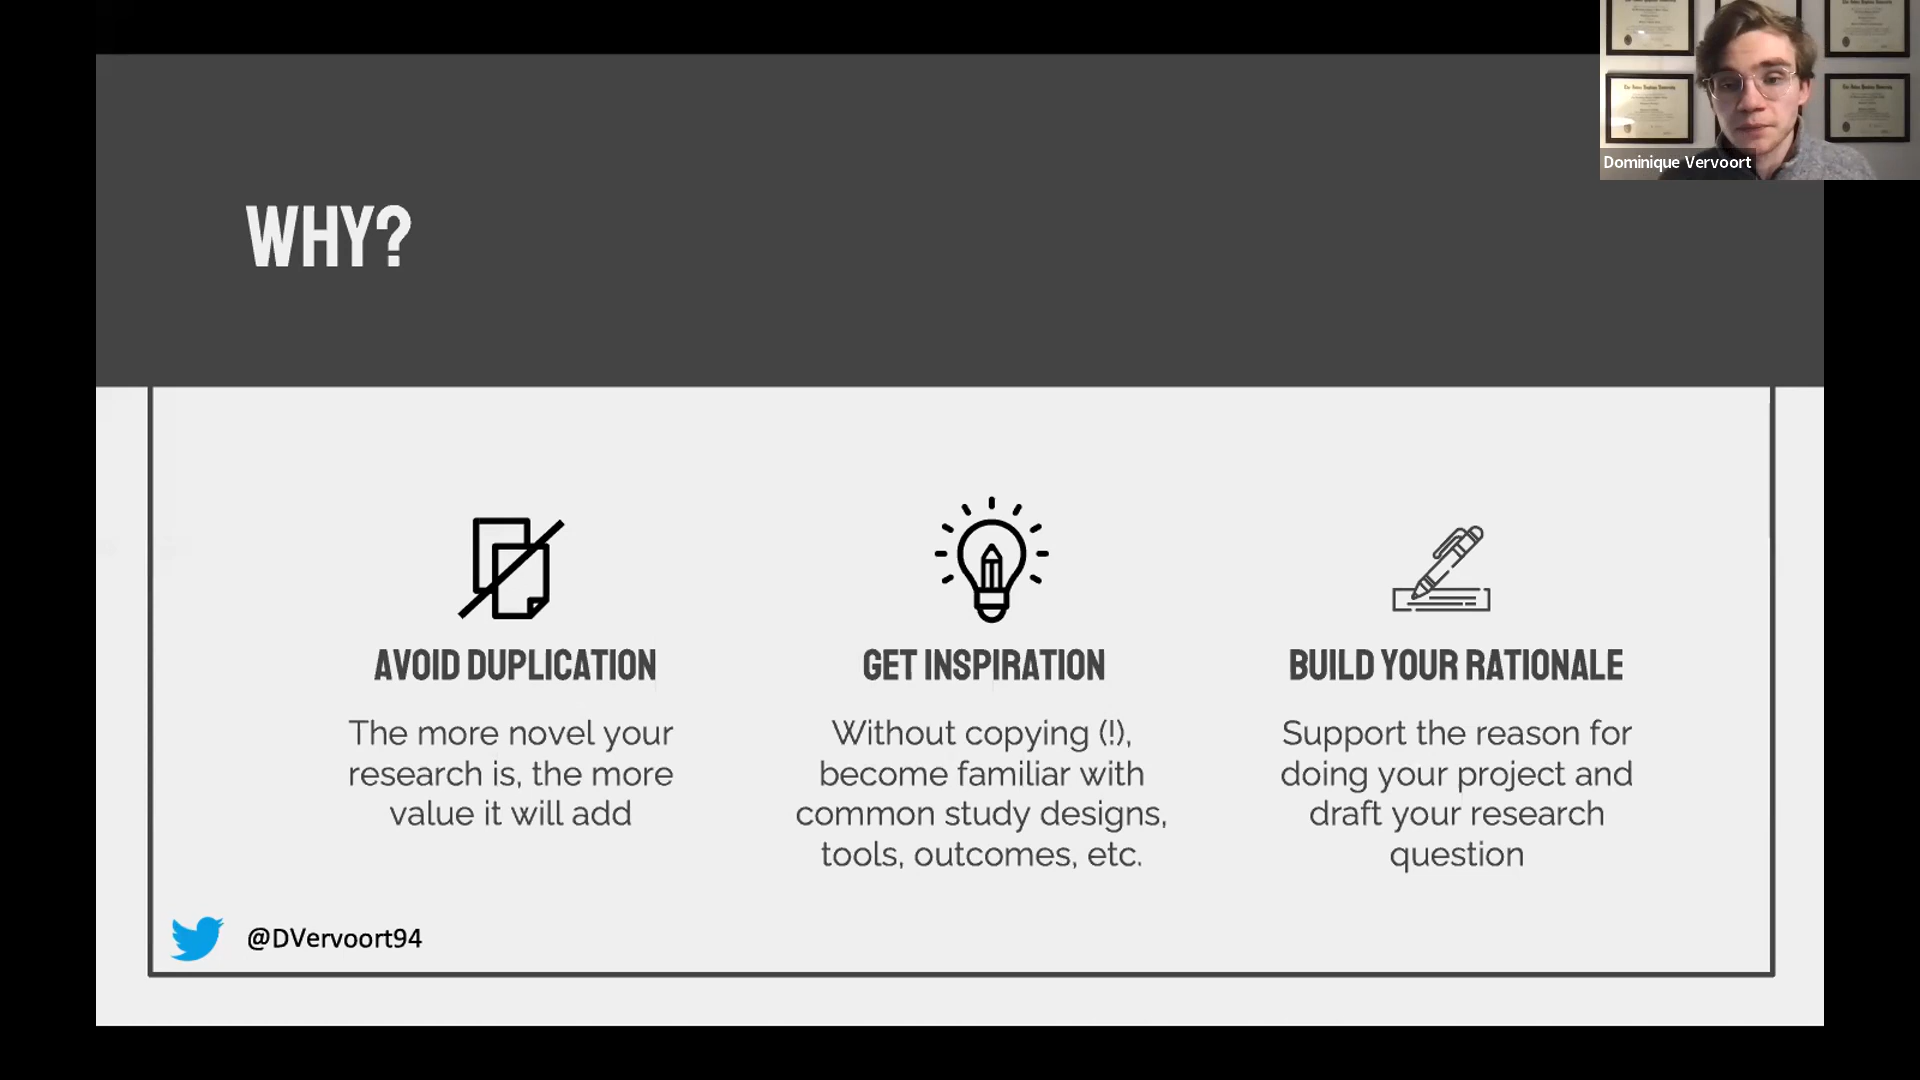 Dominique Vervoort
WHY?
AVOID DUPLICATION
The more novel your
research is, the more
value it will add
GET INSPIRATION
Without copying (!),
become familiar with
common study designs,
tools, outcomes, etc.
BUILD YOUR RATIONALE
Support the reason for
doing your project and
draft your research
question
@DVervoort94